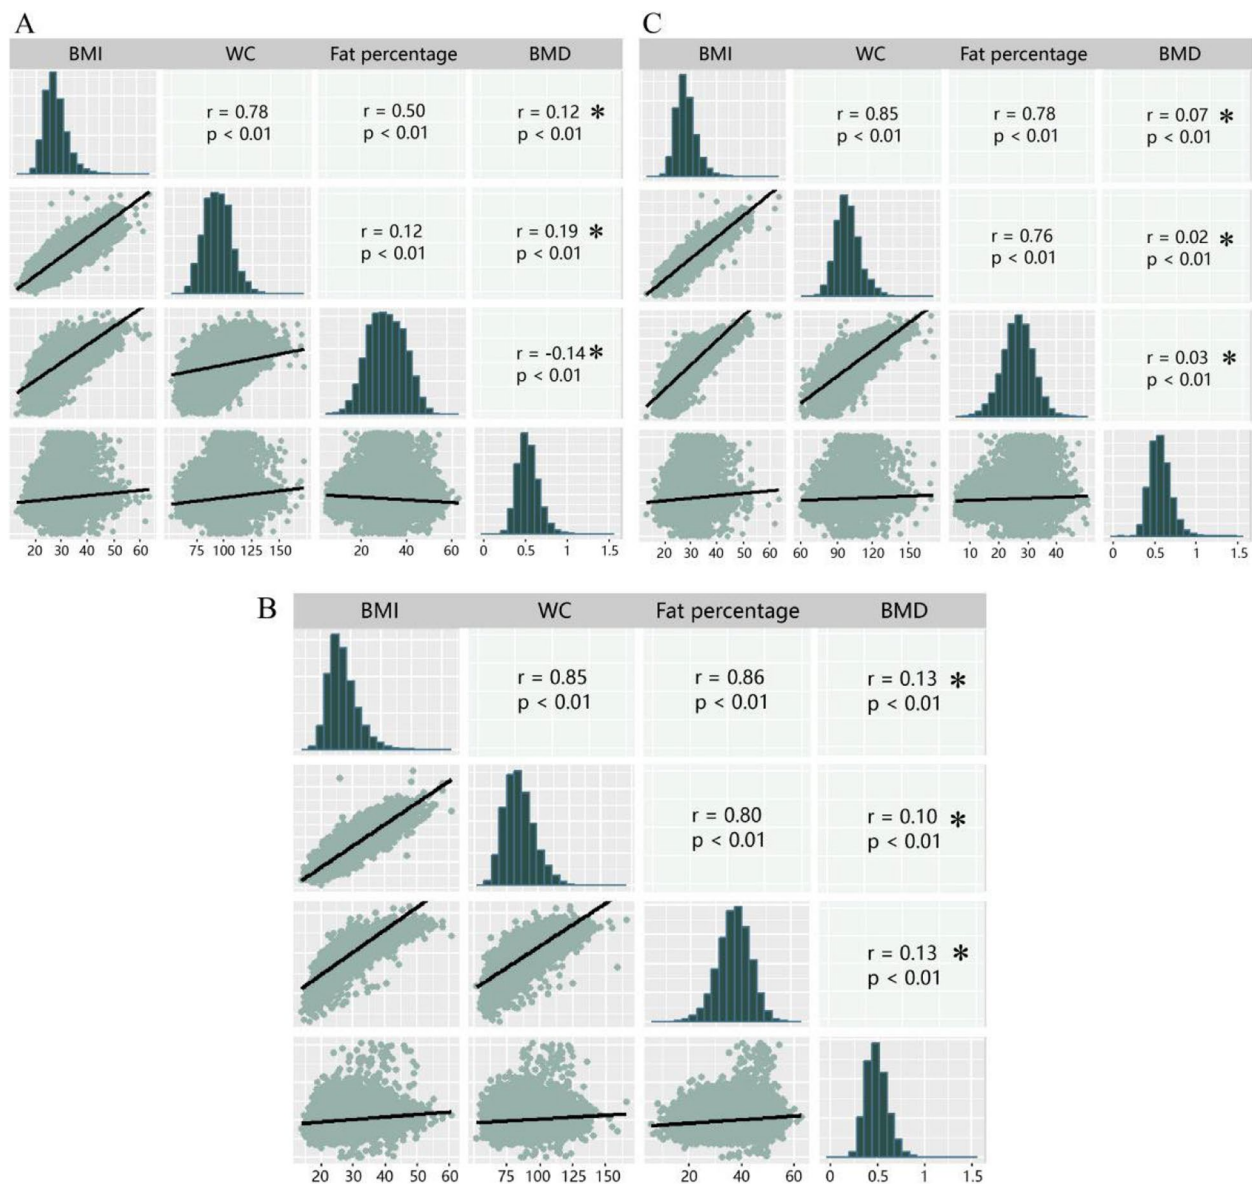 A
BMI WC Fat percentage BMD
r = 0.78 r = 0.50 r = 0.12 *
p < 0.01 p < 0.01 p < 0.01
r = 0.12 r = 0.19 *
p < 0.01 p < 0.01
r = -0.14 *
p < 0.01
20 30 40 50 60 75 100 125 150 20 40 60 0 0.5 1 1.5
C
BMI WC Fat percentage BMD
r = 0.85 r = 0.78 r = 0.07 *
p < 0.01 p < 0.01 p < 0.01
r = 0.76 r = 0.02 *
p < 0.01 p < 0.01
r = 0.03 *
p < 0.01
20 30 40 50 60 60 90 120 150 10 20 30 40 0 0.5 1 1.5
B
BMI WC Fat percentage BMD
r = 0.85 r = 0.86 r = 0.13 *
p < 0.01 p < 0.01 p < 0.01
r = 0.80 r = 0.10 *
p < 0.01 p < 0.01
r = 0.13 *
p < 0.01
20 30 40 50 60 75 100 125 150 20 40 60 0 0.5 1 1.5